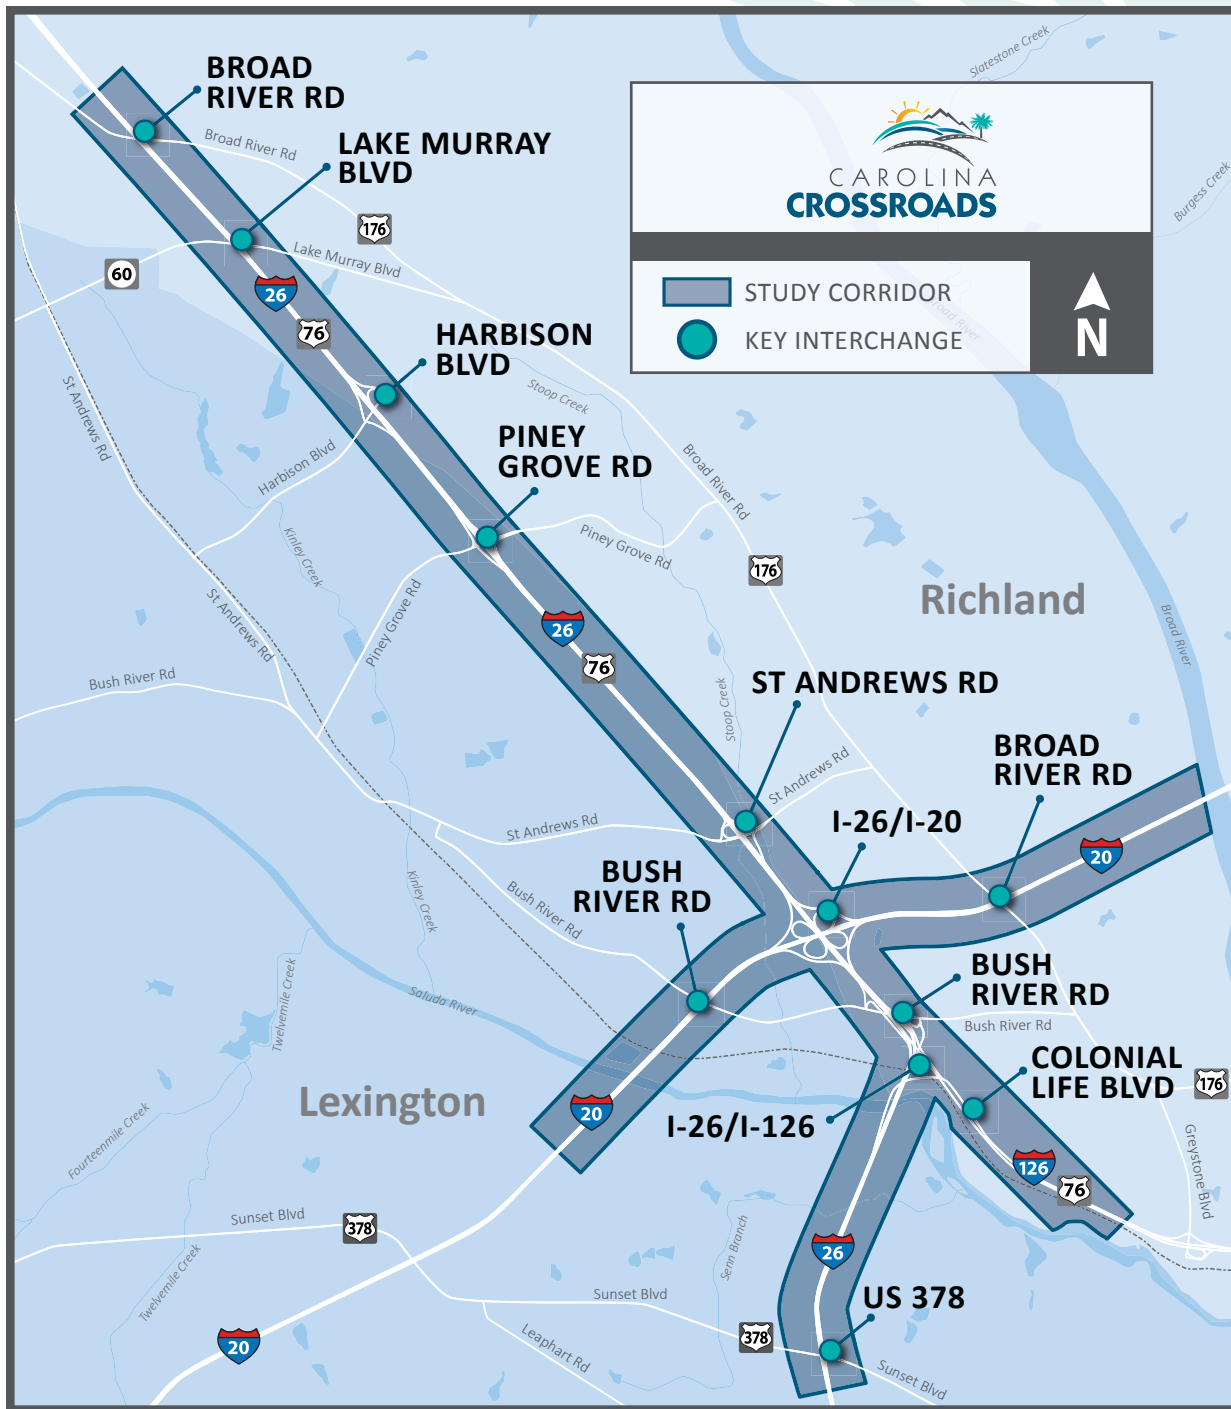 BROAD
RIVER RD
Slatestone Creek
LAKE MURRAY
BLVD
Broad River Rd
CAROLINA
CROSSROADS
Burgess Creek
176
Lake Murray Blvd
60
26
STUDY CORRIDOR
KEY INTERCHANGE
N
Broad River
76
HARBISON
BLVD
Stoop Creek
St Andrews Rd
PINEY
GROVE RD
Harbison Blvd
Broad River Rd
Kinley Creek
Piney Grove Rd
176
Richland
St Andrews Rd
Piney Grove Rd
26
76
Broad River
Bush River Rd
Stoop Creek
ST ANDREWS RD
BROAD
RIVER RD
St Andrews Rd
I-26/I-20
St Andrews Rd
20
BUSH
RIVER RD
Bush River Rd
Kinley Creek
BUSH
RIVER RD
Twelvemile Creek
Saluda River
Bush River Rd
COLONIAL
LIFE BLVD
176
Lexington
20
I-26/I-126
Fourteenmile Creek
Greystone Blvd
126
76
Sunset Blvd
378
Senn Branch
26
Twelvemile Creek
Sunset Blvd
US 378
20
Leaphart Rd
378
Sunset Blvd